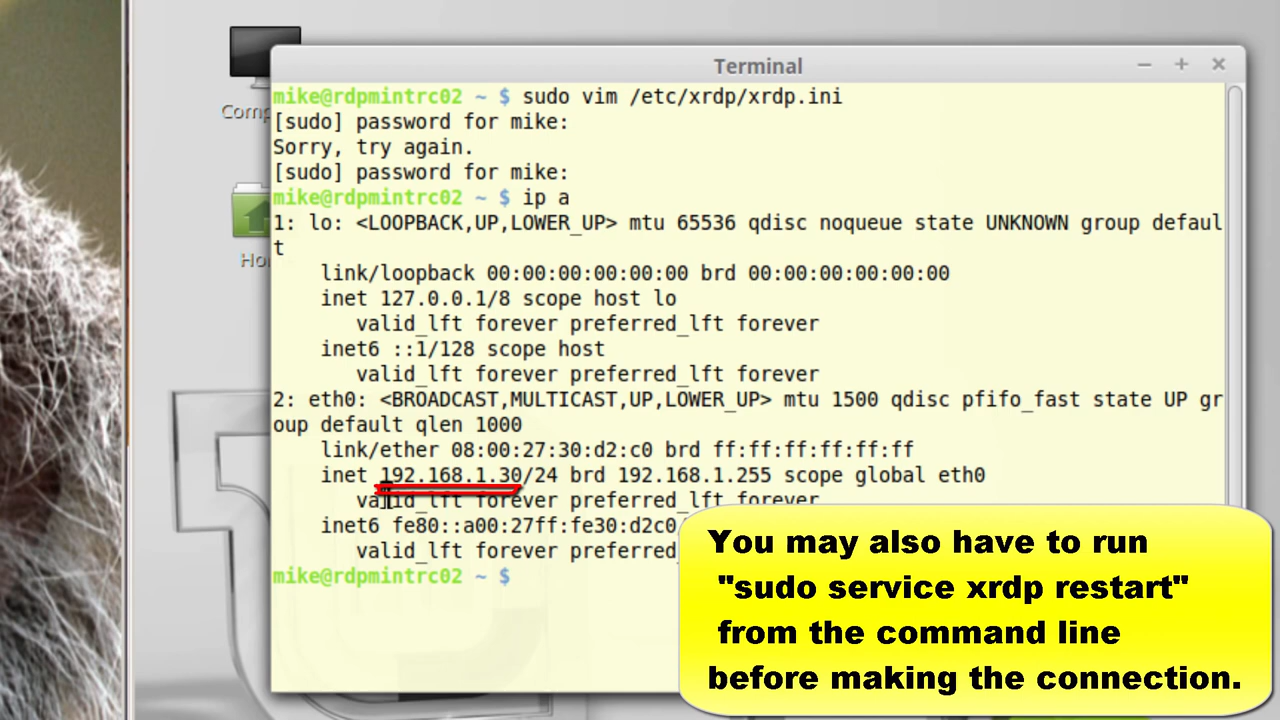 Terminal
mike@rdpmintrc02 ~ $ sudo vim /etc/xrdp/xrdp.ini
[sudo] password for mike:
Sorry, try again.
[sudo] password for mike:
mike@rdpmintrc02 ~ $ ip a
1: lo: <LOOPBACK,UP,LOWER_UP> mtu 65536 qdisc noqueue state UNKNOWN group defaul
t
link/loopback 00:00:00:00:00:00 brd 00:00:00:00:00:00
inet 127.0.0.1/8 scope host lo
valid_lft forever preferred_lft forever
inet6 ::1/128 scope host
valid_lft forever preferred_lft forever
2: eth0: <BROADCAST,MULTICAST,UP,LOWER_UP> mtu 1500 qdisc pfifo_fast state UP gr
oup default qlen 1000
link/ether 08:00:27:30:d2:c0 brd ff:ff:ff:ff:ff:ff
inet 192.168.1.30/24 brd 192.168.1.255 scope global eth0
valid_lft forever preferred_lft forever
inet6 fe80::a00:27ff:fe30:d2c0
valid_lft forever preferred_
mike@rdpmintrc02 ~ $
Comp
Ho
You may also have to run
"sudo service xrdp restart"
from the command line
before making the connection.